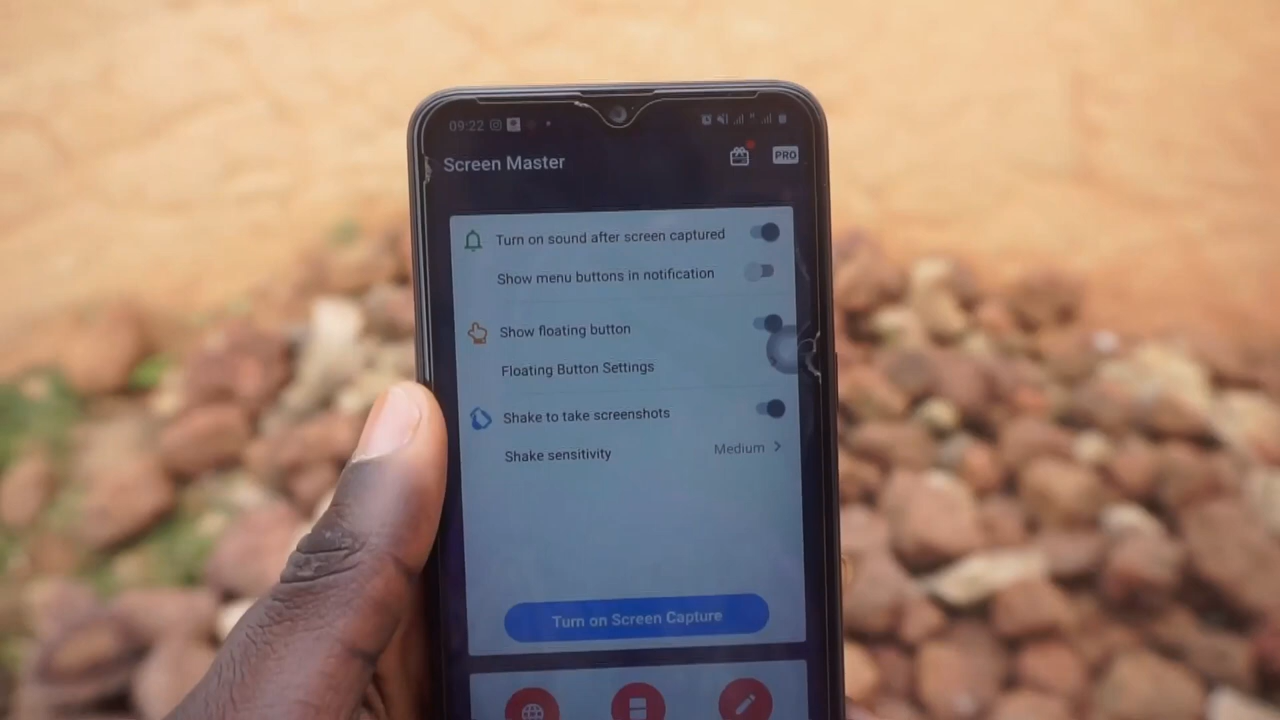 09:22
Screen Master
PRO
Turn on sound after screen captured
Show menu buttons in notification
Show floating button
Floating Button Settings
Shake to take screenshots
Shake sensitivity Medium >
Turn on Screen Capture